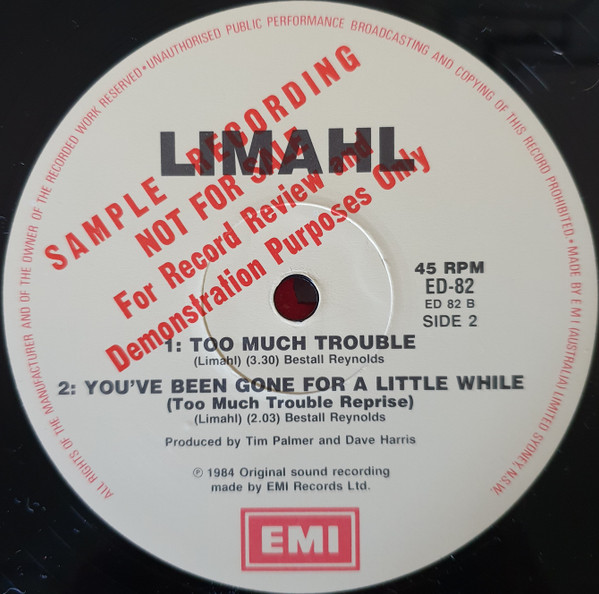 ALL RIGHTS OF THE MANUFACTURER AND OF THE OWNER OF THE RECORDED WORK RESERVED • UNAUTHORISED PUBLIC PERFORMANCE BROADCASTING AND COPYING OF THIS RECORD PROHIBITED. • MADE BY E M I (AUSTRALIA) LIMITED SYDNEY, N.S.W.
LIMAHL
SAMPLE RECORDING
NOT FOR SALE
For Record Review and
Demonstration Purposes Only
45 RPM
ED-82
ED 82 B
SIDE 2
1: TOO MUCH TROUBLE
(Limahl) (3.30) Bestall Reynolds
2: YOU'VE BEEN GONE FOR A LITTLE WHILE
(Too Much Trouble Reprise)
(Limahl) (2.03) Bestall Reynolds
Produced by Tim Palmer and Dave Harris
℗ 1984 Original sound recording
made by EMI Records Ltd.
EMI